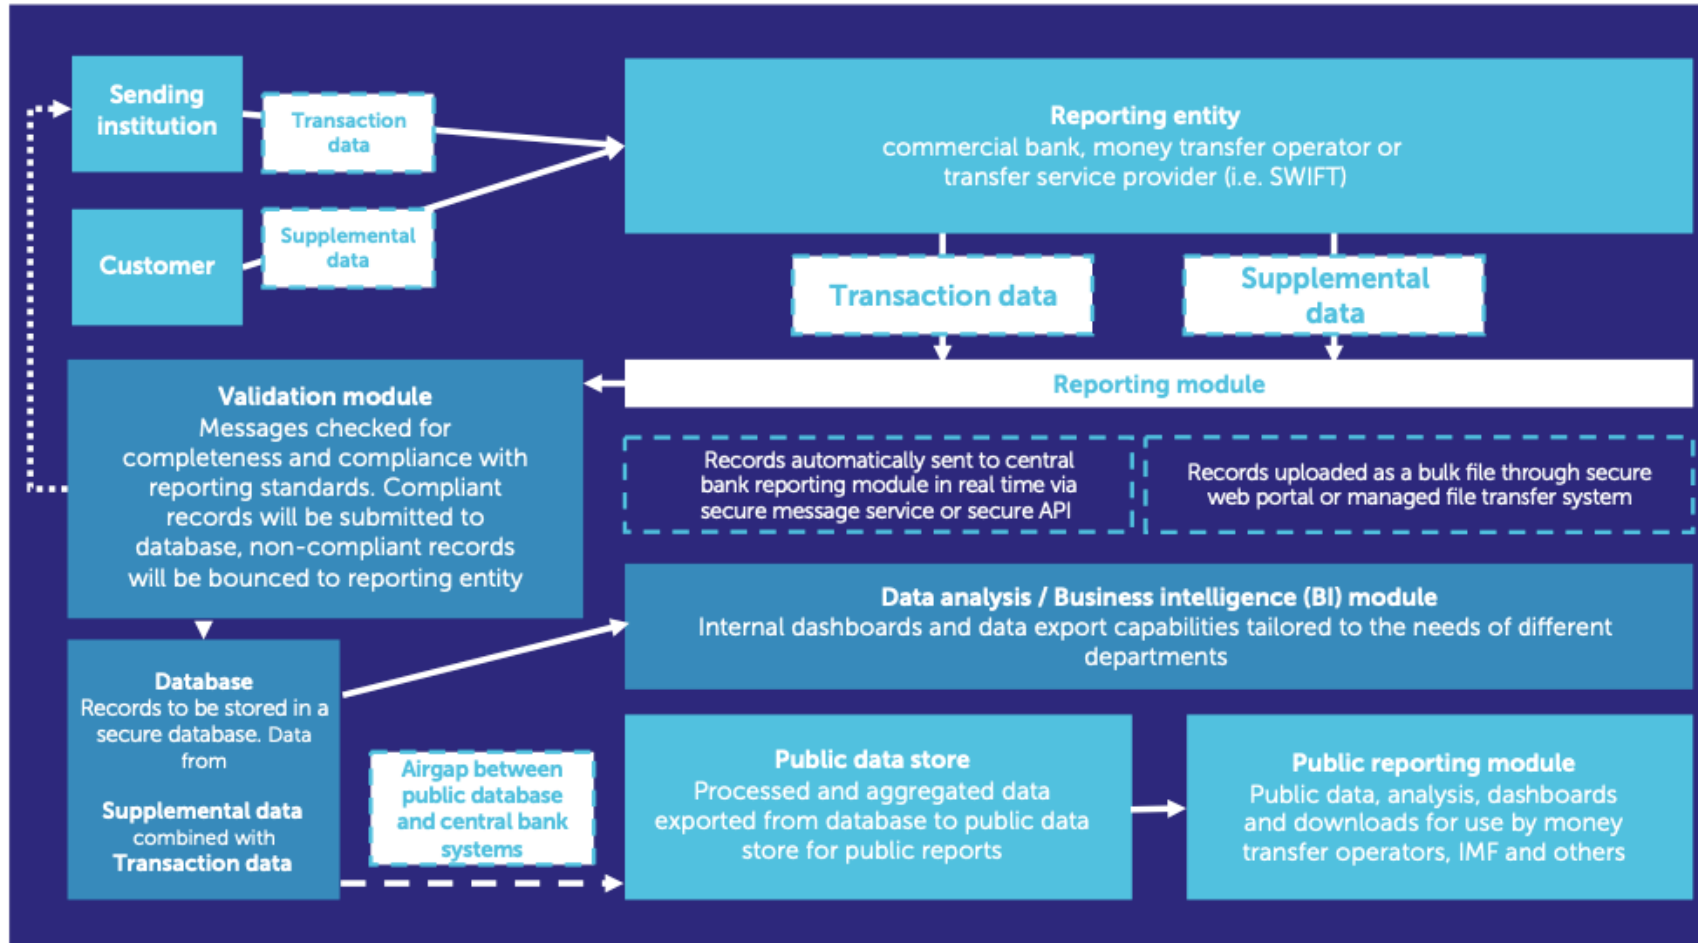 Sending
institution
Transaction
data
Customer
Supplemental
data
Reporting entity
commercial bank, money transfer operator or
transfer service provider (i.e. SWIFT)
Transaction data
Supplemental
data
Reporting module
Validation module
Messages checked for
completeness and compliance with
reporting standards. Compliant
records will be submitted to
database, non-compliant records
will be bounced to reporting entity
Records automatically sent to central
bank reporting module in real time via
secure message service or secure API
Records uploaded as a bulk file through secure
web portal or managed file transfer system
Data analysis / Business intelligence (BI) module
Internal dashboards and data export capabilities tailored to the needs of different
departments
Database
Records to be stored in a
secure database. Data
from
Supplemental data
combined with
Transaction data
Airgap between
public database
and central bank
systems
Public data store
Processed and aggregated data
exported from database to public data
store for public reports
Public reporting module
Public data, analysis, dashboards
and downloads for use by money
transfer operators, IMF and others